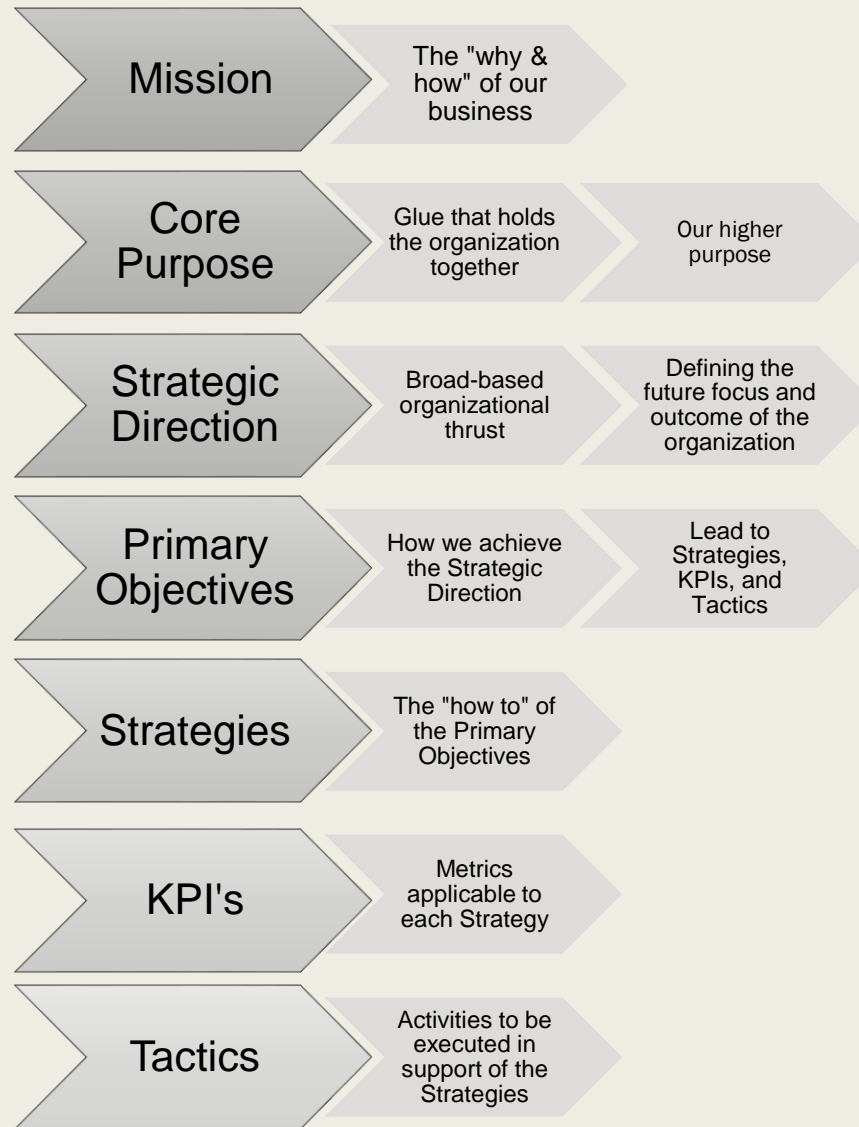 Mission
The "why &
how" of our
business
Core
Purpose
Glue that holds
the organization
together
Our higher
purpose
Strategic
Direction
Broad-based
organizational
thrust
Defining the
future focus and
outcome of the
organization
Primary
Objectives
How we achieve
the Strategic
Direction
Lead to
Strategies,
KPIs, and
Tactics
Strategies
The "how to" of
the Primary
Objectives
KPI's
Metrics
applicable to
each Strategy
Tactics
Activities to be
executed in
support of the
Strategies